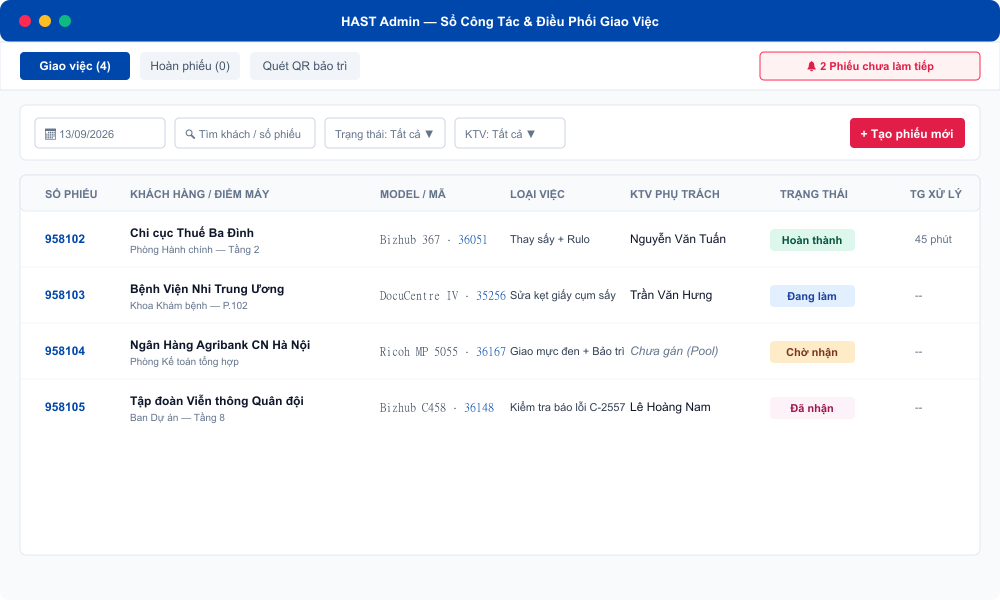 HAST Admin — Sổ Công Tác & Điều Phối Giao Việc
Giao việc (4) Hoàn phiếu (0) Quét QR bảo trì 2 Phiếu chưa làm tiếp
13/09/2026 Tìm khách / số phiếu Trạng thái: Tất cả ▼ KTV: Tất cả ▼ + Tạo phiếu mới
SỐ PHIẾU KHÁCH HÀNG / ĐIỂM MÁY MODEL / MÃ LOẠI VIỆC KTV PHỤ TRÁCH TRẠNG THÁI TG XỬ LÝ
958102 Chi cục Thuế Ba Đình Bizhub 367 · 36051 Thay sấy + Rulo Nguyễn Văn Tuấn Hoàn thành 45 phút
Phòng Hành chính — Tầng 2
958103 Bệnh Viện Nhi Trung Ương DocuCentre IV · 35256 Sửa kẹt giấy cụm sấy Trần Văn Hưng Đang làm --
Khoa Khám bệnh — P.102
958104 Ngân Hàng Agribank CN Hà Nội Ricoh MP 5055 · 36167 Giao mực đen + Bảo trì Chưa gán (Pool) Chờ nhận --
Phòng Kế toán tổng hợp
958105 Tập đoàn Viễn thông Quân đội Bizhub C458 · 36148 Kiểm tra báo lỗi C-2557 Lê Hoàng Nam Đã nhận --
Ban Dự án — Tầng 8